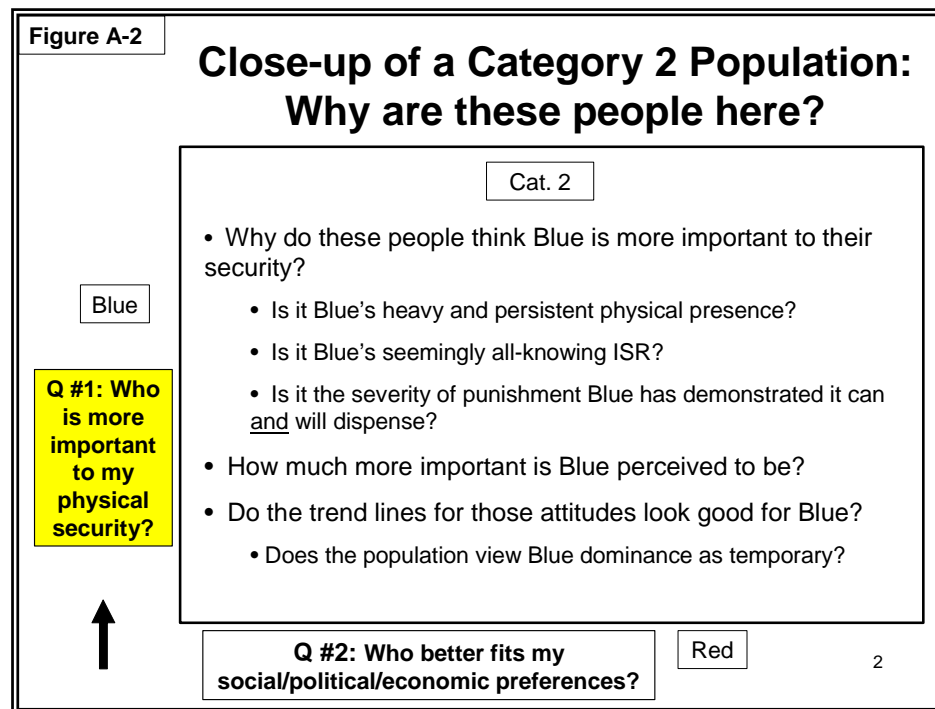 Figure A-2
Close-up of a Category 2 Population:
Why are these people here?
Cat. 2
• Why do these people think Blue is more important to their
security?
• Is it Blue’s heavy and persistent physical presence?
• Is it Blue’s seemingly all-knowing ISR?
• Is it the severity of punishment Blue has demonstrated it can
and will dispense?
• How much more important is Blue perceived to be?
• Do the trend lines for those attitudes look good for Blue?
• Does the population view Blue dominance as temporary?
Blue
Q #1: Who
is more
important
to my
physical
security?
Q #2: Who better fits my
social/political/economic preferences?
Red
2